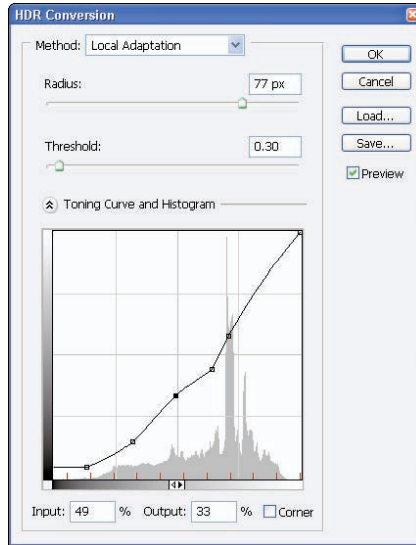 HDR Conversion
Method: Local Adaptation
OK
Radius: 77 px
Cancel
Load...
Threshold: 0.30
Save...
Preview
Toning Curve and Histogram
Input: 49 % Output: 33 % Corner